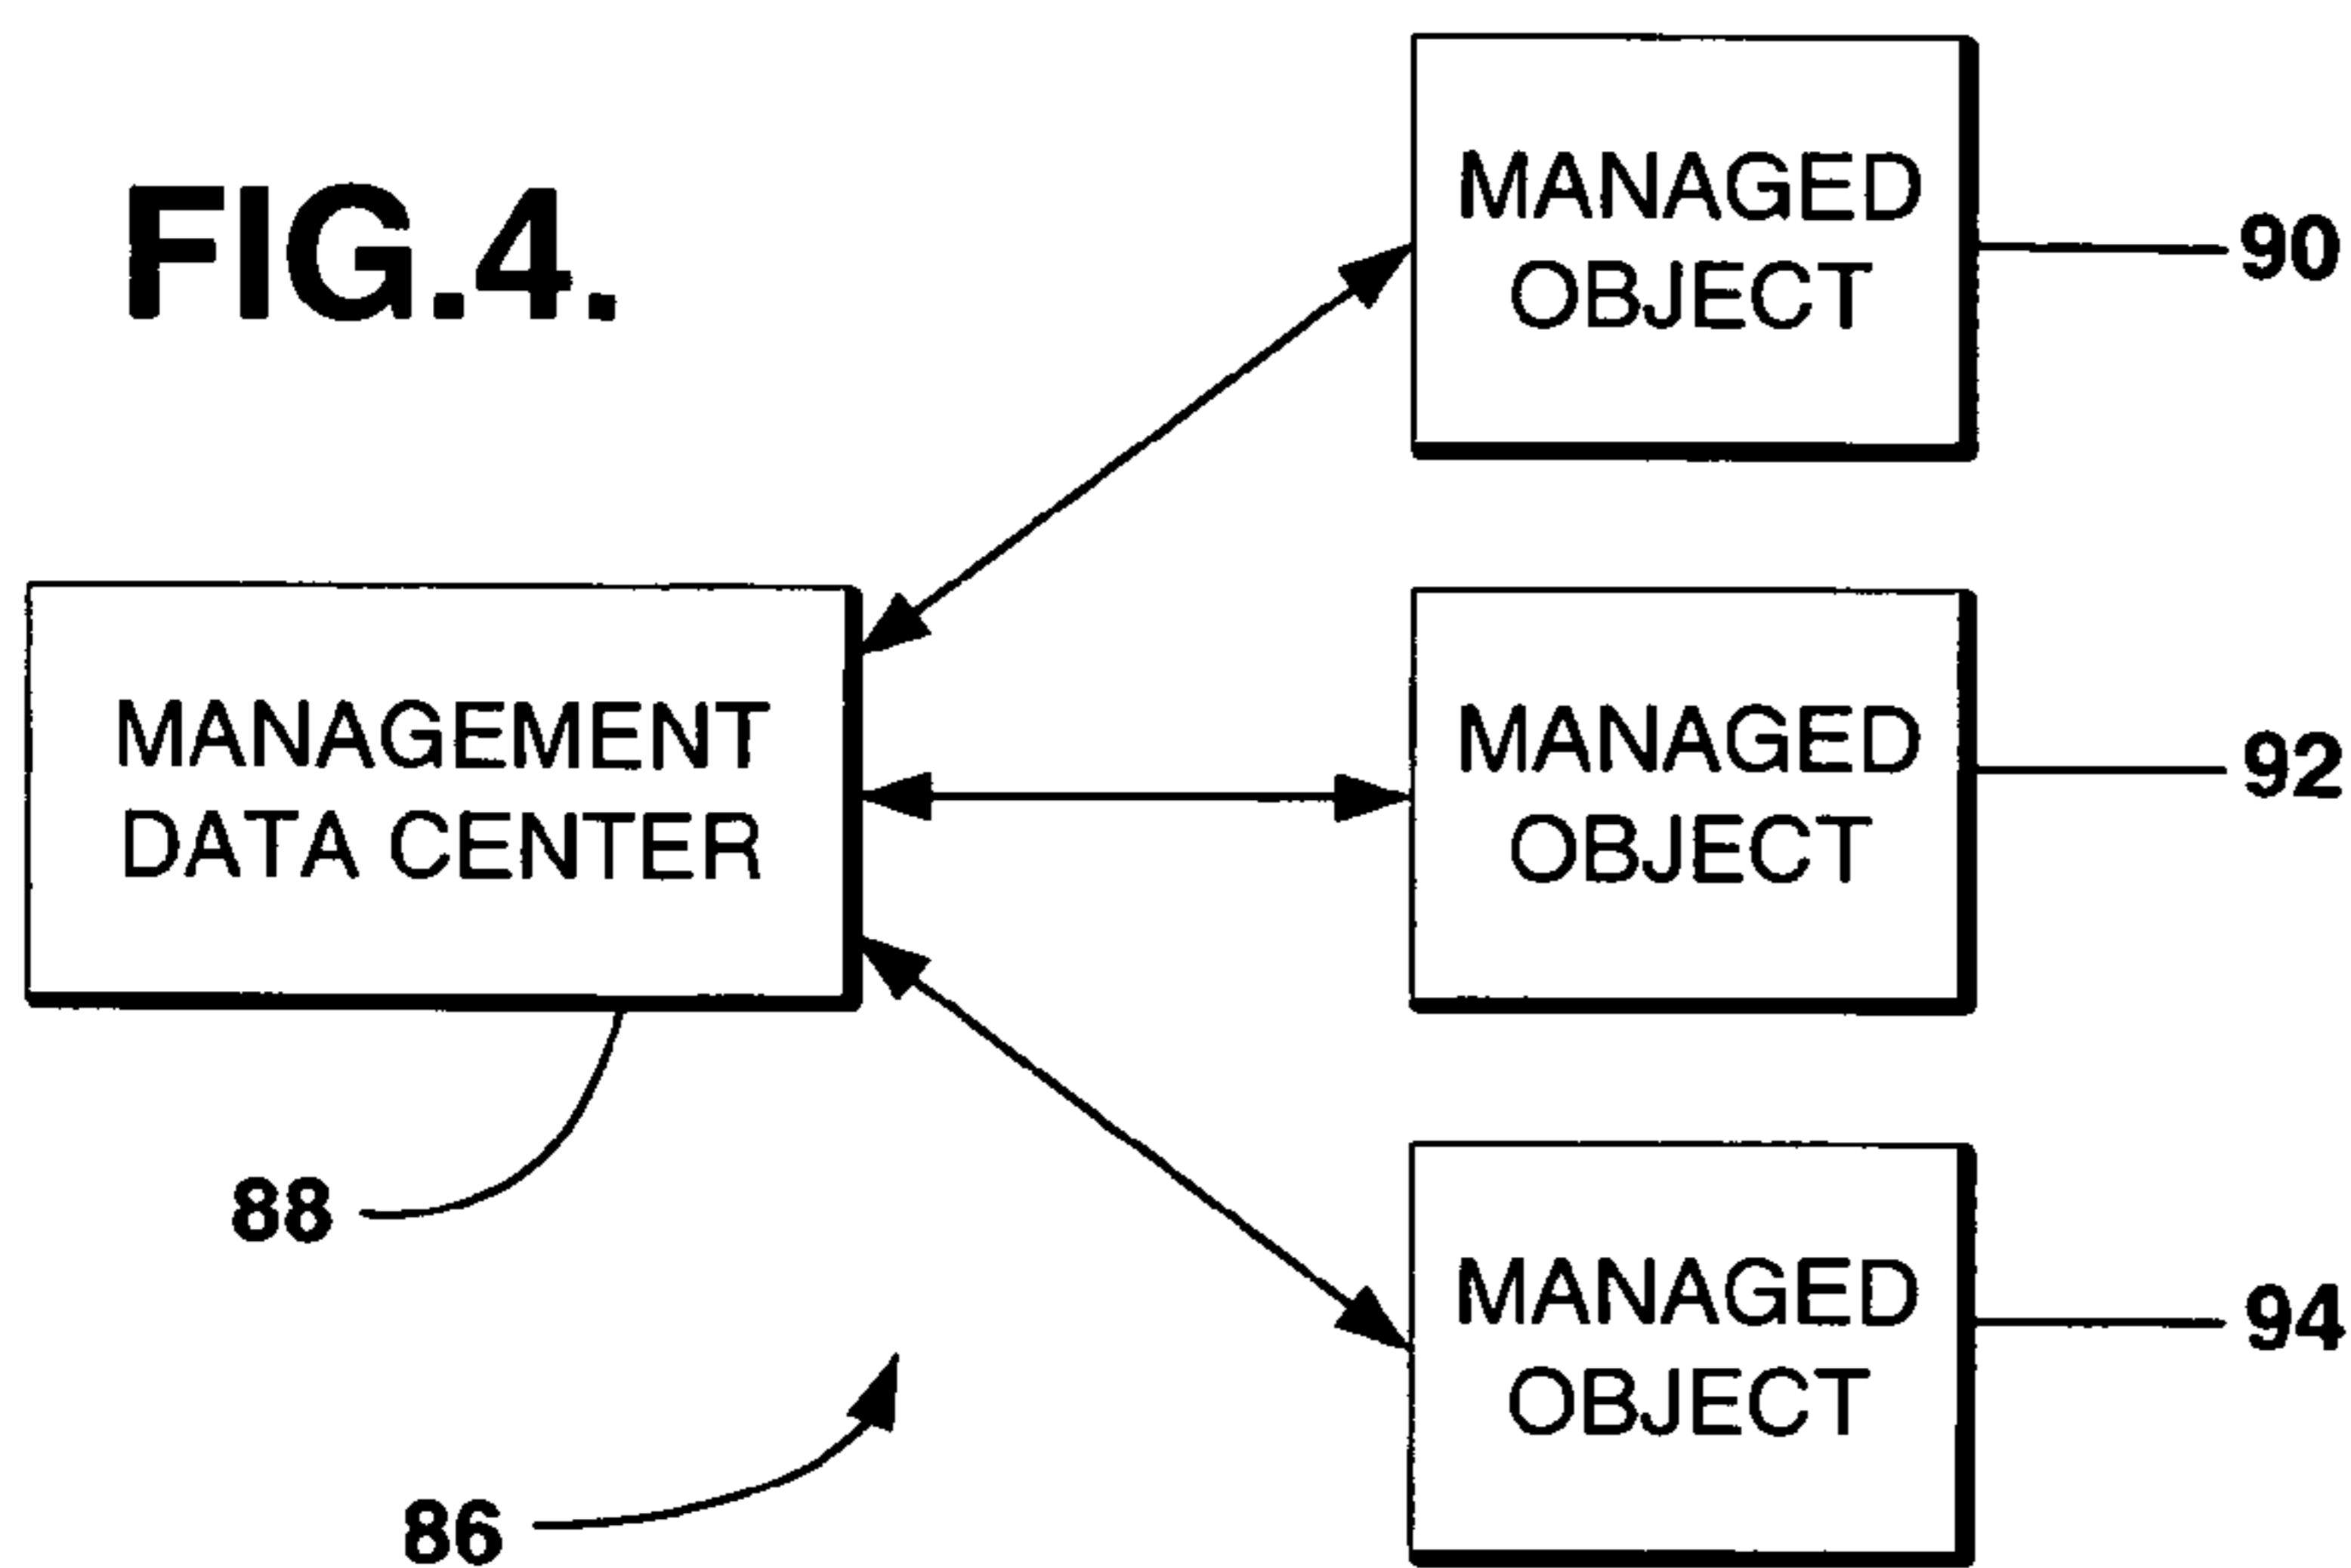 FIG.4.
MANAGED
OBJECT
90
MANAGEMENT
DATA CENTER
88
MANAGED
OBJECT
92
MANAGED
OBJECT
94
86